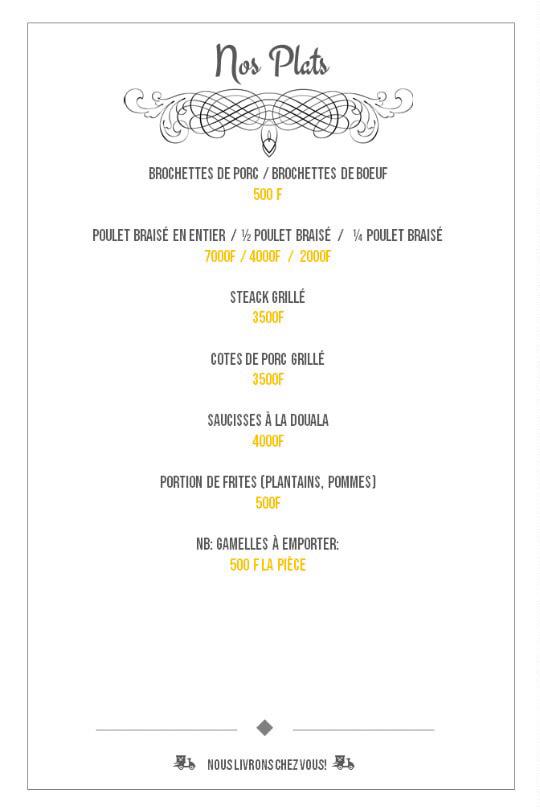 Nos Plats
BROCHETTES DE PORC / BROCHETTES DE BOEUF
500 F
POULET BRAISÉ EN ENTIER / ½ POULET BRAISÉ / ¼ POULET BRAISÉ
7000F / 4000F / 2000F
STEACK GRILLÉ
3500F
COTES DE PORC GRILLÉ
3500F
SAUCISSES À LA DOUALA
4000F
PORTION DE FRITES (PLANTAINS, POMMES)
500F
NB: GAMELLES À EMPORTER:
500 F LA PIÈCE
NOUS LIVRONS CHEZ VOUS!